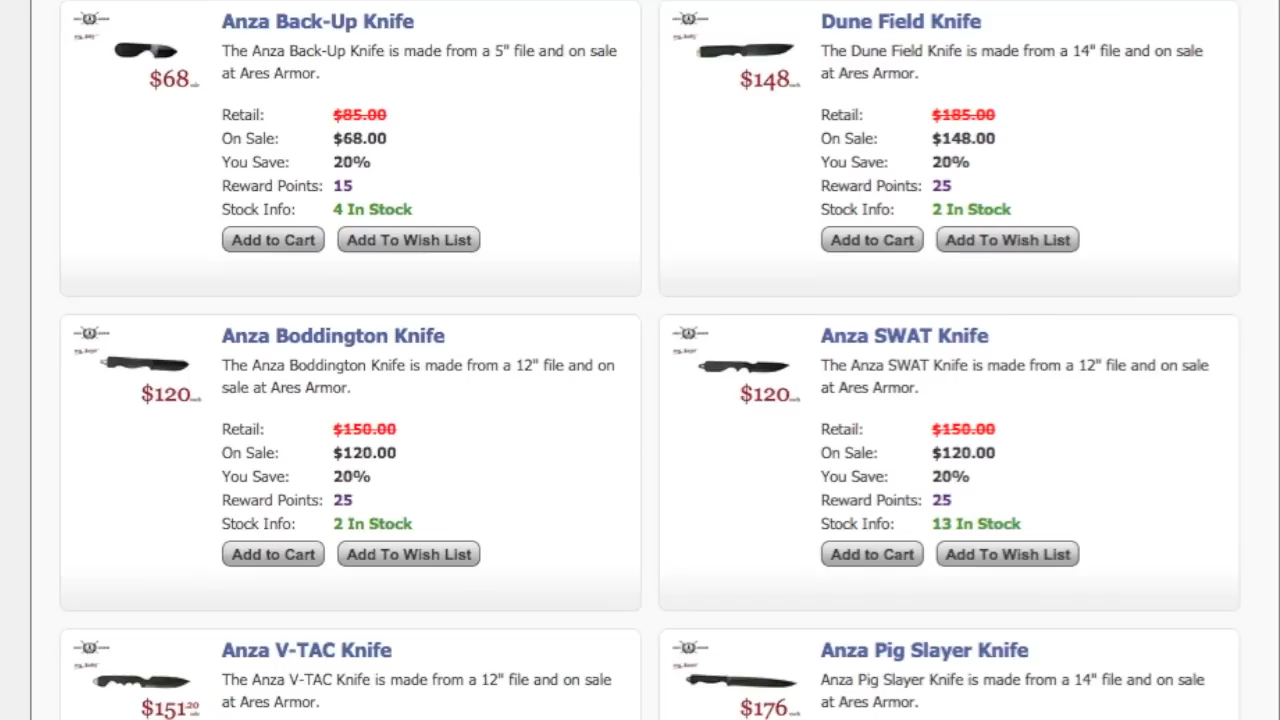 Anza Back-Up Knife
The Anza Back-Up Knife is made from a 5" file and on sale
at Ares Armor.
$68
Retail: $85.00
On Sale: $68.00
You Save: 20%
Reward Points: 15
Stock Info: 4 In Stock
Add to Cart Add To Wish List
Dune Field Knife
The Dune Field Knife is made from a 14" file and on sale
at Ares Armor.
$148
Retail: $185.00
On Sale: $148.00
You Save: 20%
Reward Points: 25
Stock Info: 2 In Stock
Add to Cart Add To Wish List
Anza Boddington Knife
The Anza Boddington Knife is made from a 12" file and on
sale at Ares Armor.
$120
Retail: $150.00
On Sale: $120.00
You Save: 20%
Reward Points: 25
Stock Info: 2 In Stock
Add to Cart Add To Wish List
Anza SWAT Knife
The Anza SWAT Knife is made from a 12" file and on sale
at Ares Armor.
$120
Retail: $150.00
On Sale: $120.00
You Save: 20%
Reward Points: 25
Stock Info: 13 In Stock
Add to Cart Add To Wish List
Anza V-TAC Knife
The Anza V-TAC Knife is made from a 12" file and on sale
at Ares Armor.
$151.20
Anza Pig Slayer Knife
Anza Pig Slayer Knife is made from a 14" file and on sale
at Ares Armor.
$176